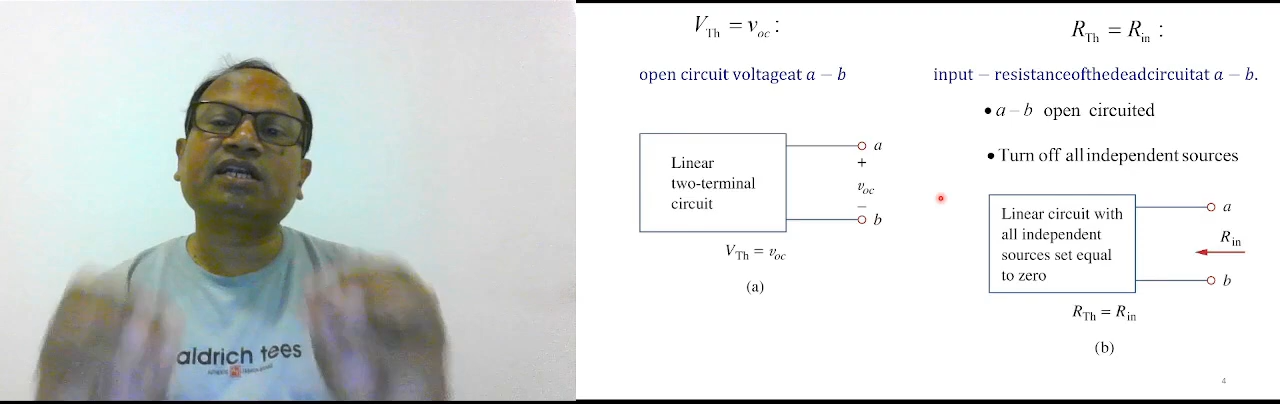 aldrich tees
V_Th = v_oc :
open circuit voltageat a − b
Linear
two-terminal
circuit
a
+
v_oc
−
b
V_Th = v_oc
(a)
R_Th = R_in :
input − resistanceofthedeadcircuitat a − b.
• a − b open circuited
• Turn off all independent sources
Linear circuit with
all independent
sources set equal
to zero
a
R_in
b
R_Th = R_in
(b)
4